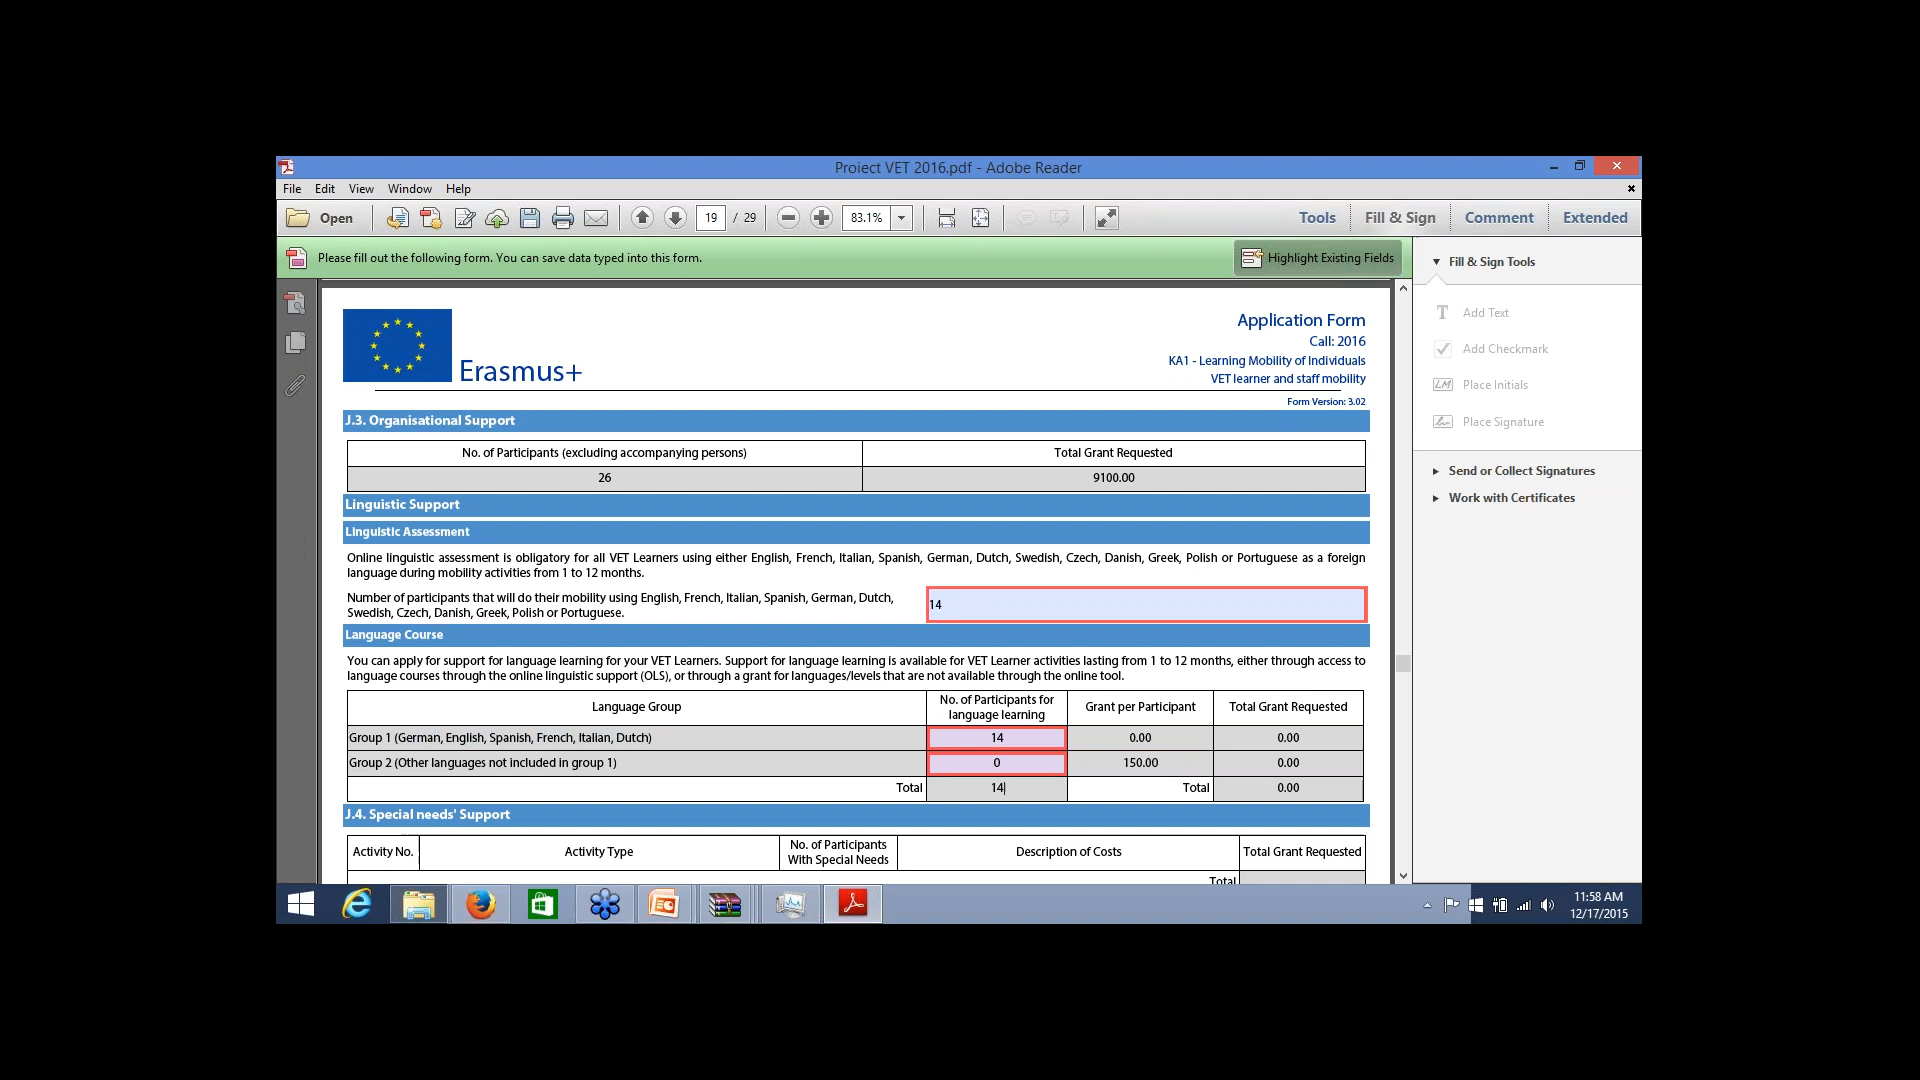 Project VET 2016.pdf - Adobe Reader
File Edit View Window Help
Open 19 / 29 83.1% Tools Fill & Sign Comment Extended
Please fill out the following form. You can save data typed into this form. Highlight Existing Fields
Fill & Sign Tools
Add Text
Add Checkmark
Place Initials
Place Signature
Send or Collect Signatures
Work with Certificates
Erasmus+
Application Form
Call: 2016
KA1 - Learning Mobility of Individuals
VET learner and staff mobility
Form Version: 3.02
J.3. Organisational Support
No. of Participants (excluding accompanying persons) Total Grant Requested
26 9100.00
Linguistic Support
Linguistic Assessment
Online linguistic assessment is obligatory for all VET Learners using either English, French, Italian, Spanish, German, Dutch, Swedish, Czech, Danish, Greek, Polish or Portuguese as a foreign
language during mobility activities from 1 to 12 months.
Number of participants that will do their mobility using English, French, Italian, Spanish, German, Dutch,
Swedish, Czech, Danish, Greek, Polish or Portuguese.
14
Language Course
You can apply for support for language learning for your VET Learners. Support for language learning is available for VET Learner activities lasting from 1 to 12 months, either through access to
language courses through the online linguistic support (OLS), or through a grant for languages/levels that are not available through the online tool.
Language Group No. of Participants for language learning Grant per Participant Total Grant Requested
Group 1 (German, English, Spanish, French, Italian, Dutch) 14 0.00 0.00
Group 2 (Other languages not included in group 1) 0 150.00 0.00
Total 14 Total 0.00
J.4. Special needs' Support
Activity No. Activity Type No. of Participants With Special Needs Description of Costs Total Grant Requested
Total
11:58 AM
12/17/2015